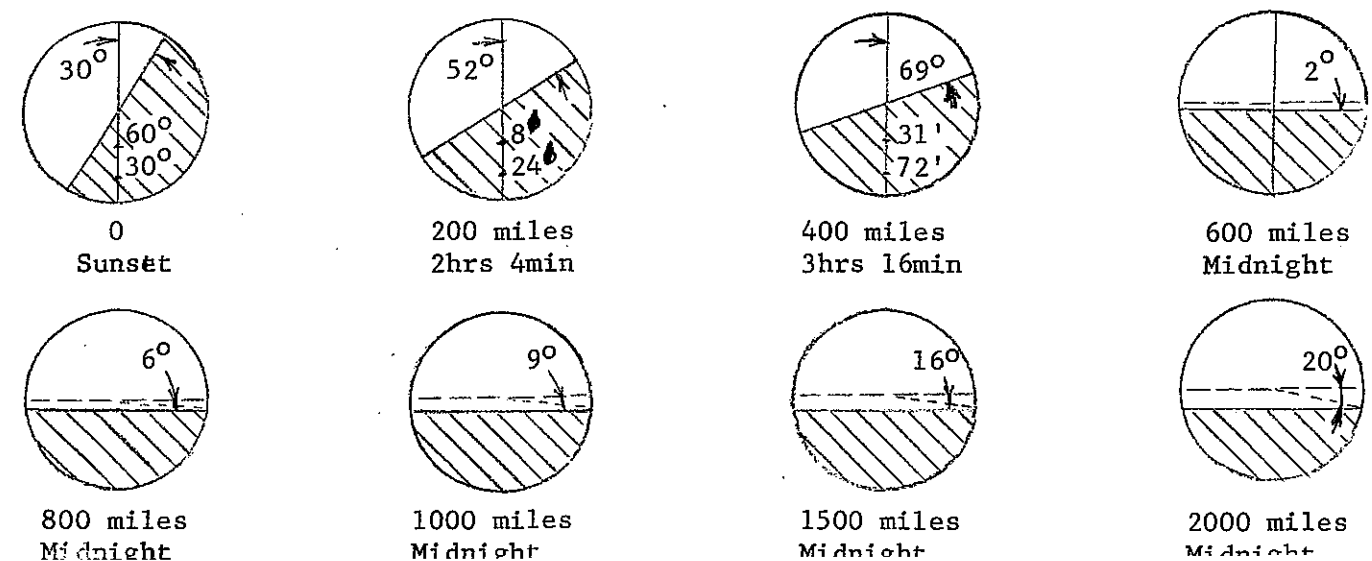 30° 52° 69° 2°
60° 8 31'
30° 24 72'
0 200 miles 400 miles 600 miles
Sunset 2hrs 4min 3hrs 16min Midnight
6° 9° 16° 20°
800 miles 1000 miles 1500 miles 2000 miles
Midnight Midnight Midnight Midnight